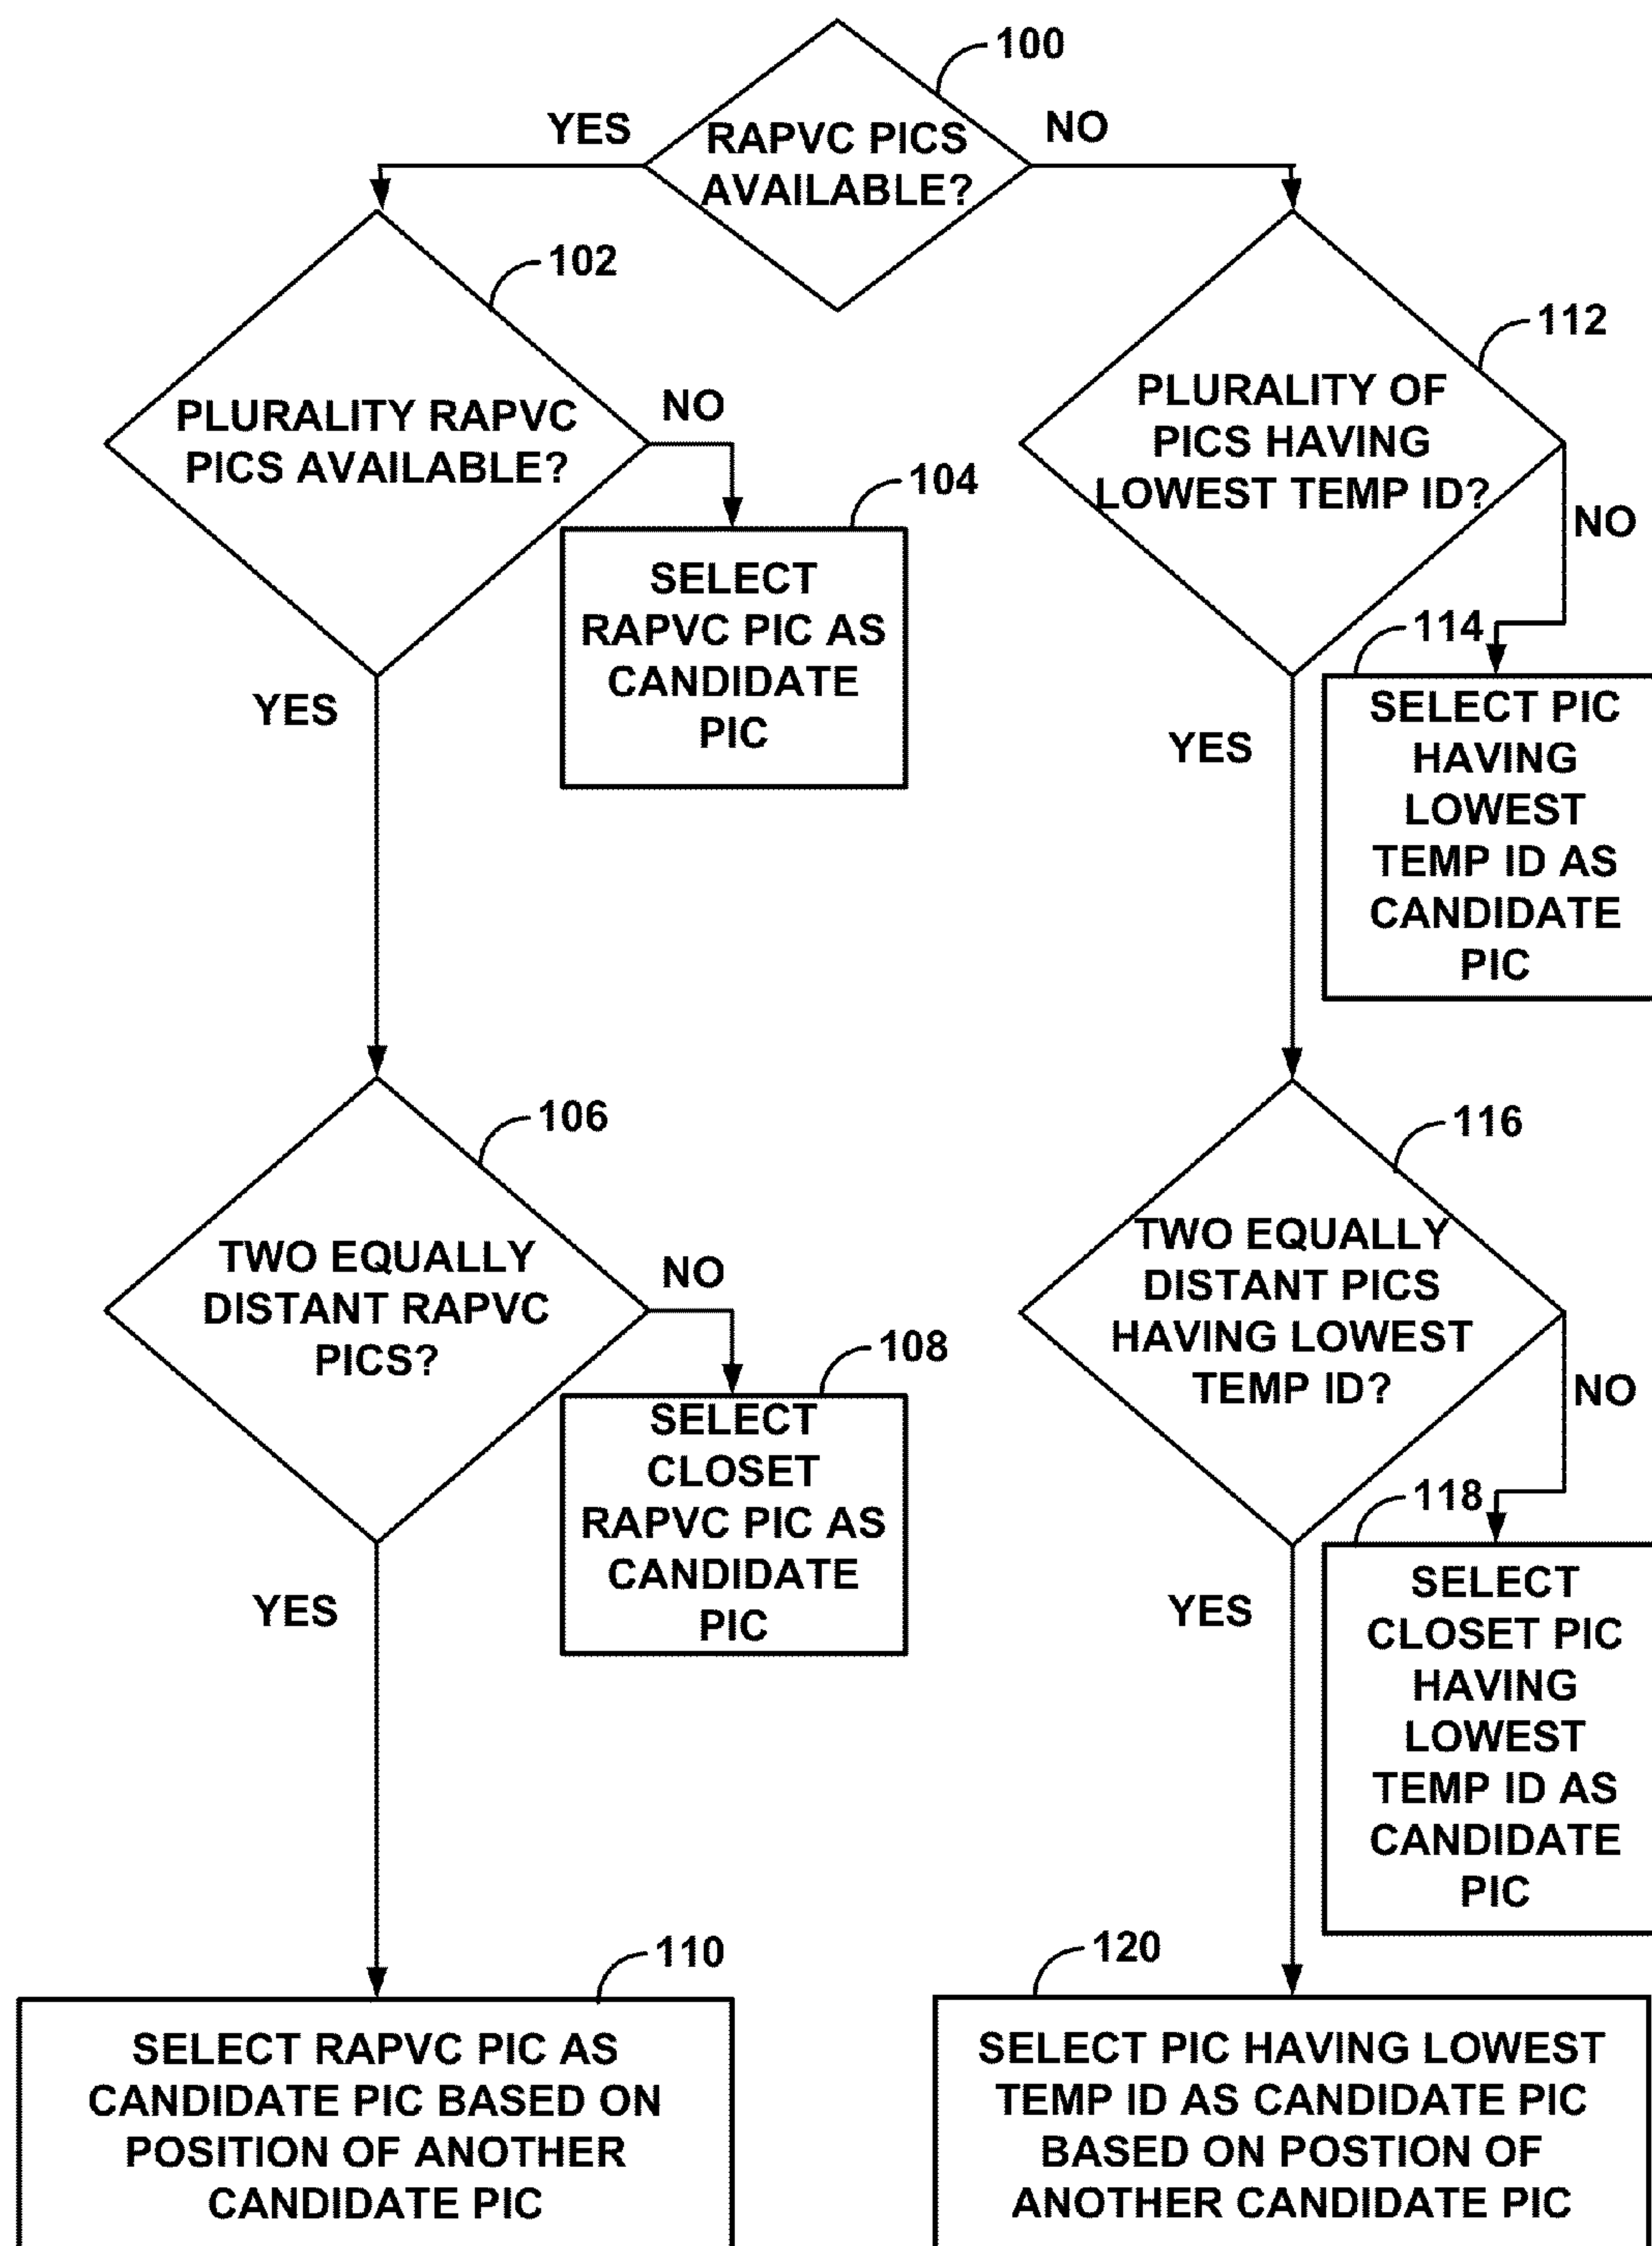 100
YES
RAPVC PICS
AVAILABLE?
NO
102
PLURALITY RAPVC
PICS AVAILABLE?
NO
104
SELECT
RAPVC PIC AS
CANDIDATE
PIC
YES
112
PLURALITY OF
PICS HAVING
LOWEST TEMP ID?
NO
114
SELECT PIC
HAVING
LOWEST
TEMP ID AS
CANDIDATE
PIC
YES
106
TWO EQUALLY
DISTANT RAPVC
PICS?
NO
108
SELECT
CLOSET
RAPVC PIC AS
CANDIDATE
PIC
YES
116
TWO EQUALLY
DISTANT PICS
HAVING LOWEST
TEMP ID?
NO
118
SELECT
CLOSET PIC
HAVING
LOWEST
TEMP ID AS
CANDIDATE
PIC
YES
110
SELECT RAPVC PIC AS
CANDIDATE PIC BASED ON
POSITION OF ANOTHER
CANDIDATE PIC
120
SELECT PIC HAVING LOWEST
TEMP ID AS CANDIDATE PIC
BASED ON POSTION OF
ANOTHER CANDIDATE PIC